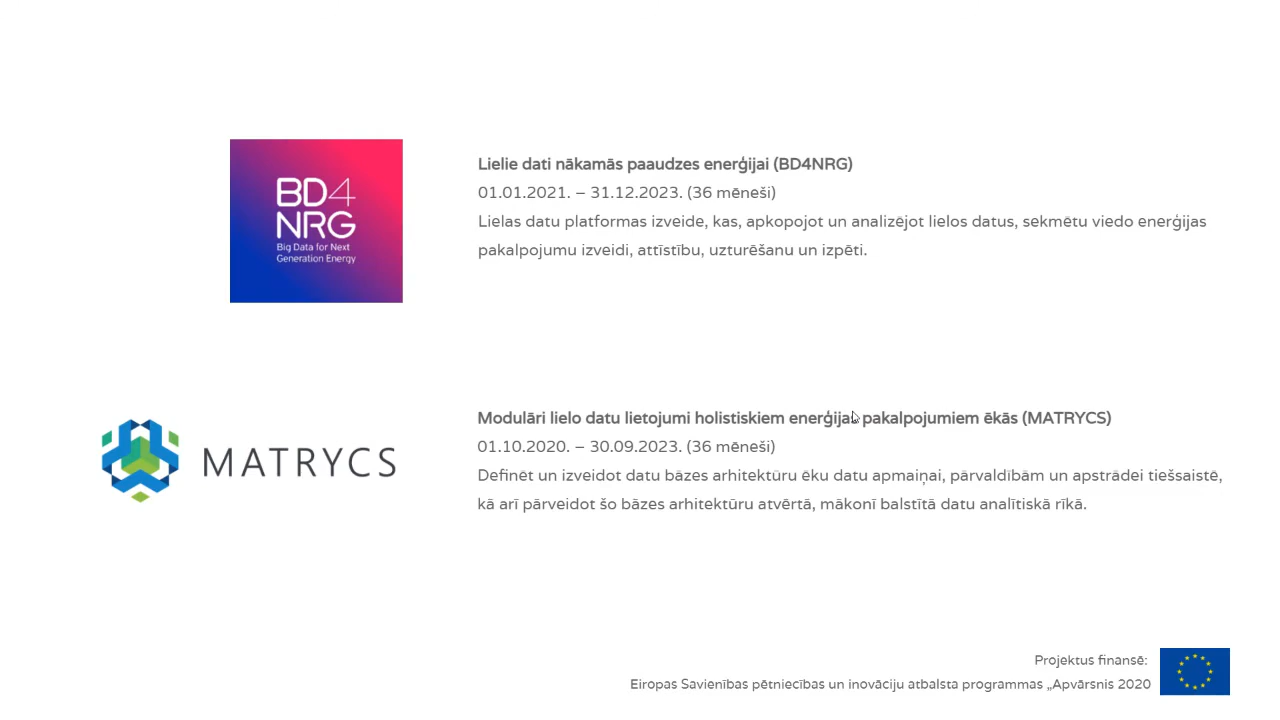 BD4
NRG
Big Data for Next
Generation Energy
Lielie dati nākamās paaudzes enerģijai (BD4NRG)
01.01.2021. – 31.12.2023. (36 mēneši)
Lielas datu platformas izveide, kas, apkopojot un analizējot lielos datus, sekmētu viedo enerģijas
pakalpojumu izveidi, attīstību, uzturēšanu un izpēti.
MATRYCS
Modulāri lielo datu lietojumi holistiskiem enerģijas pakalpojumiem ēkās (MATRYCS)
01.10.2020. – 30.09.2023. (36 mēneši)
Definēt un izveidot datu bāzes arhitektūru ēku datu apmaiņai, pārvaldībām un apstrādei tiešsaistē,
kā arī pārveidot šo bāzes arhitektūru atvērtā, mākonī balstītā datu analītiskā rīkā.
Projektus finansē:
Eiropas Savienības pētniecības un inovāciju atbalsta programmas „Apvārsnis 2020